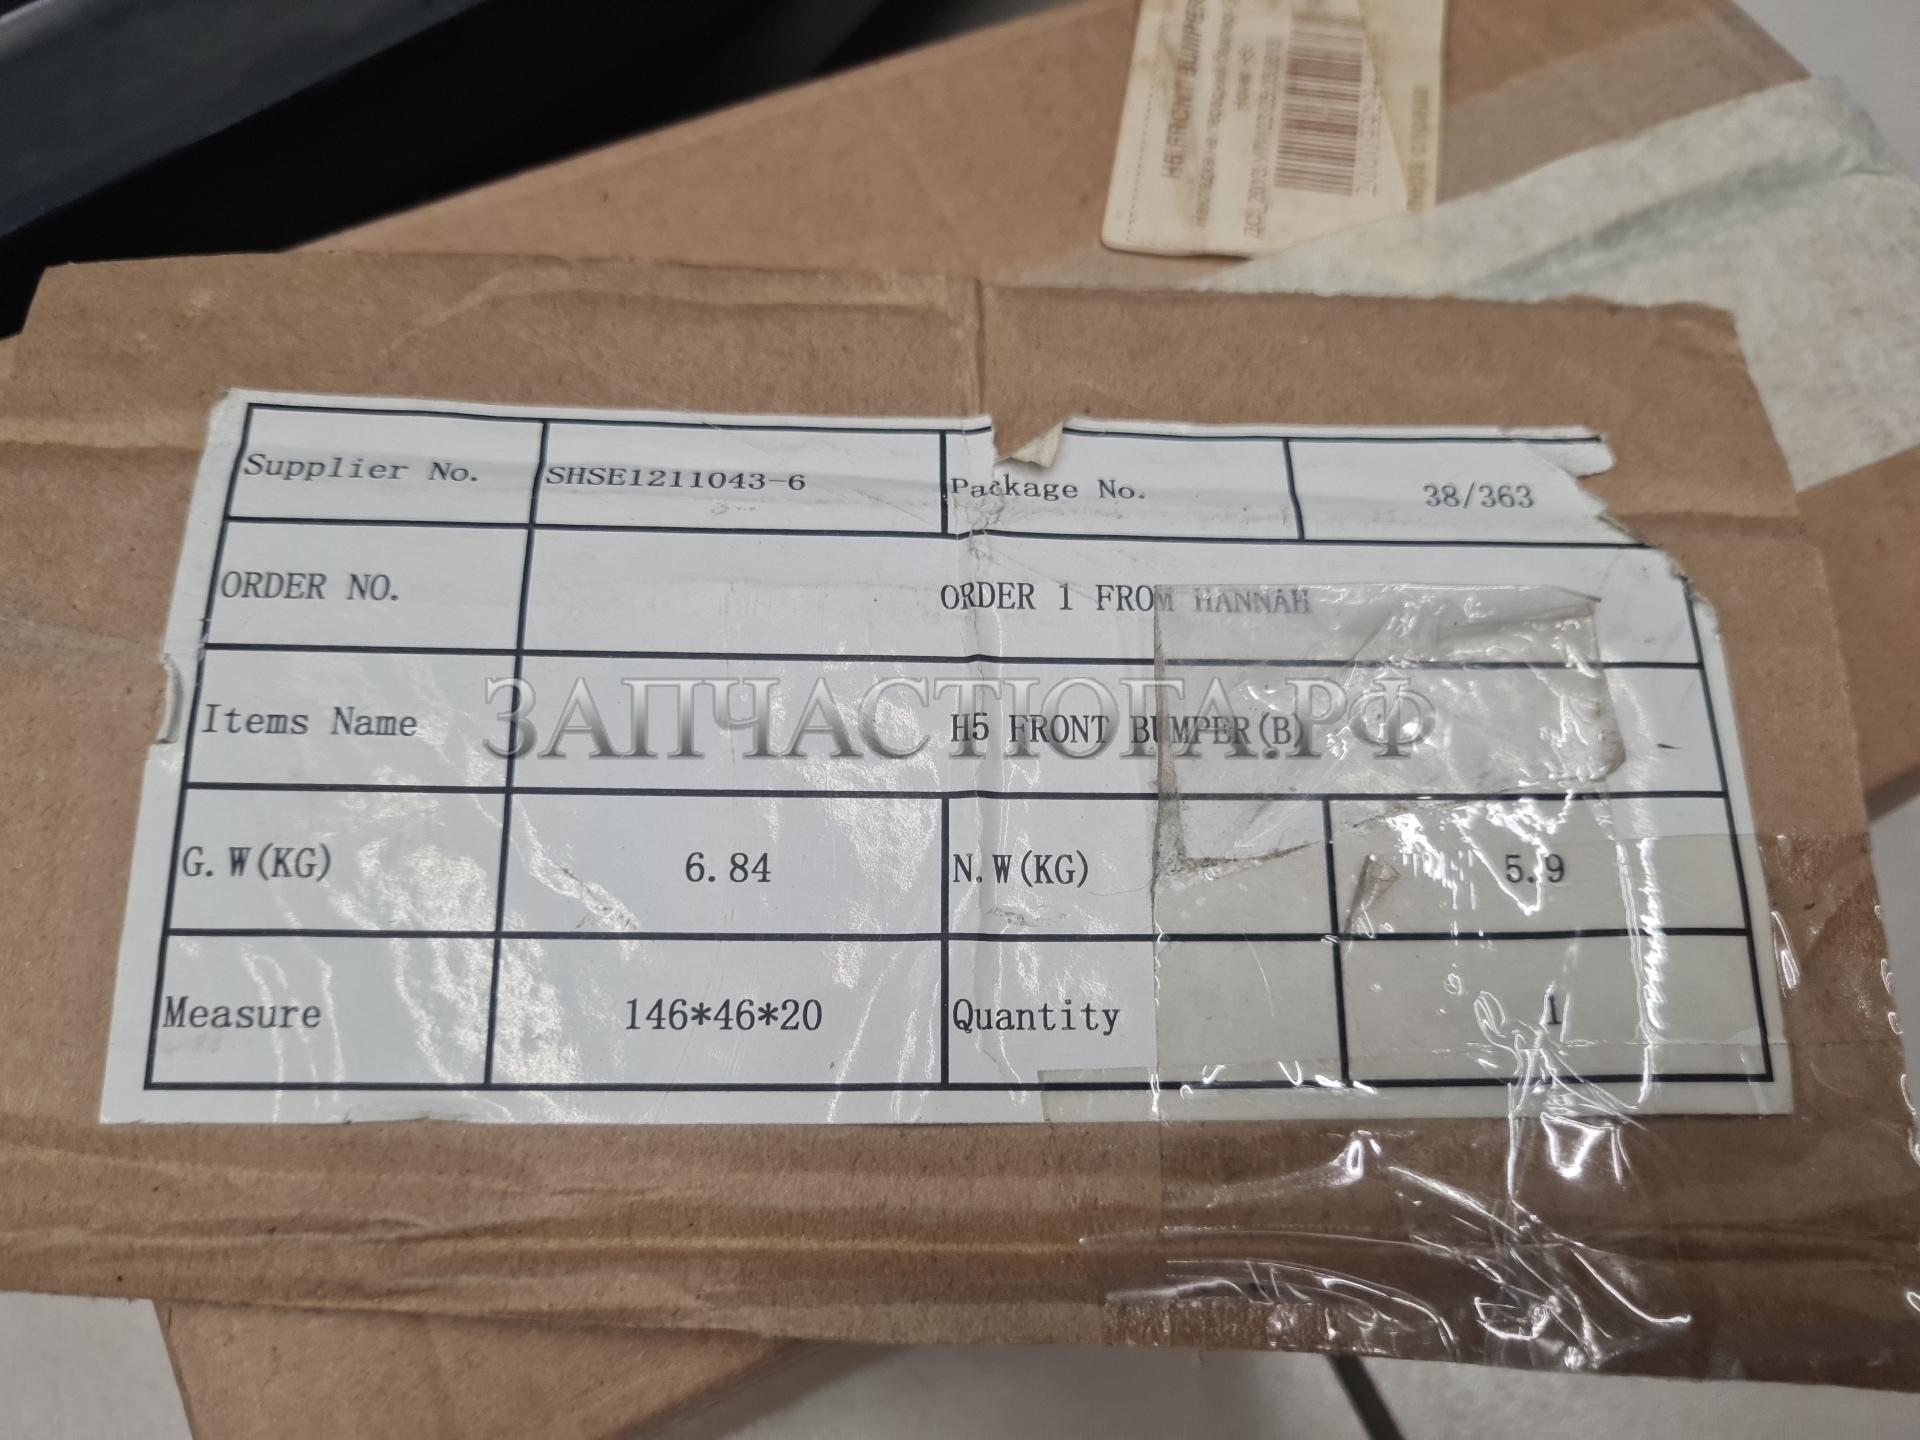 H5 FRONT BUMPER
Supplier No. SHSE1211043-6 Package No. 38/363
ORDER NO. ORDER 1 FROM HANNAH
Items Name H5 FRONT BUMPER(B)
ЗАПЧАСТЮГА.РФ
G.W(KG) 6.84 N.W(KG) 5.9
Measure 146*46*20 Quantity 1